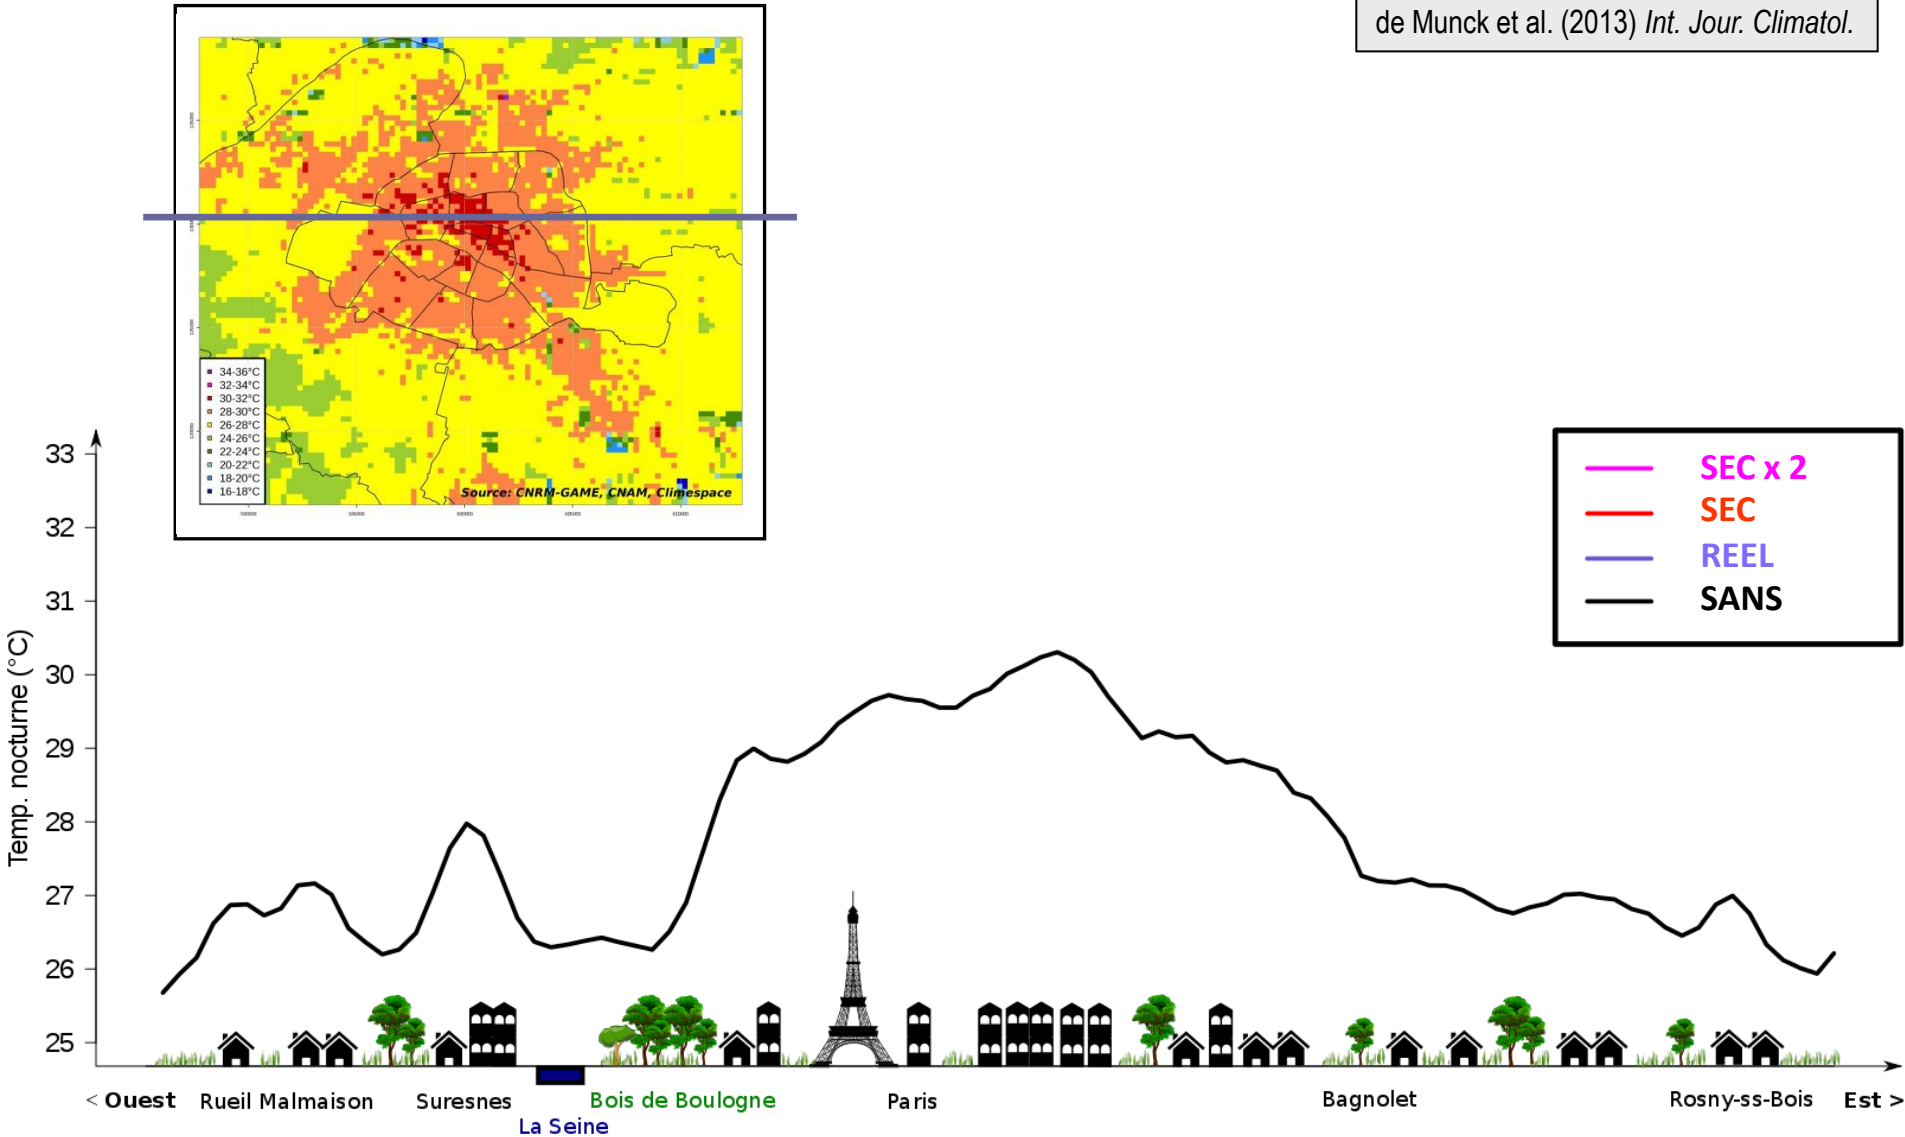 de Munck et al. (2013) Int. Jour. Climatol.
34-36°C
32-34°C
30-32°C
28-30°C
26-28°C
24-26°C
22-24°C
20-22°C
18-20°C
16-18°C
Source: CNRM-GAME, CNAM, Climespace
SEC x 2
SEC
REEL
SANS
Temp. nocturne (°C)
33
32
31
30
29
28
27
26
25
< Ouest Rueil Malmaison Suresnes Bois de Boulogne Paris Bagnolet Rosny-ss-Bois Est >
La Seine